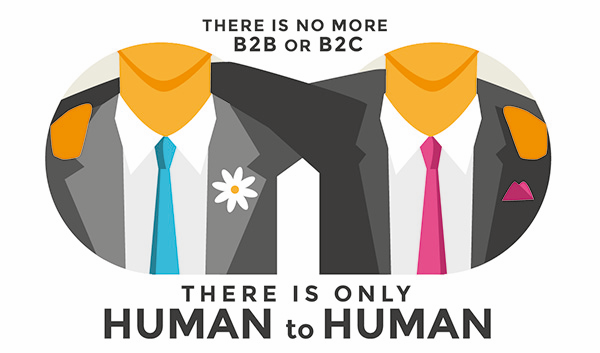 THERE IS NO MORE
B2B OR B2C
THERE IS ONLY
HUMAN to HUMAN